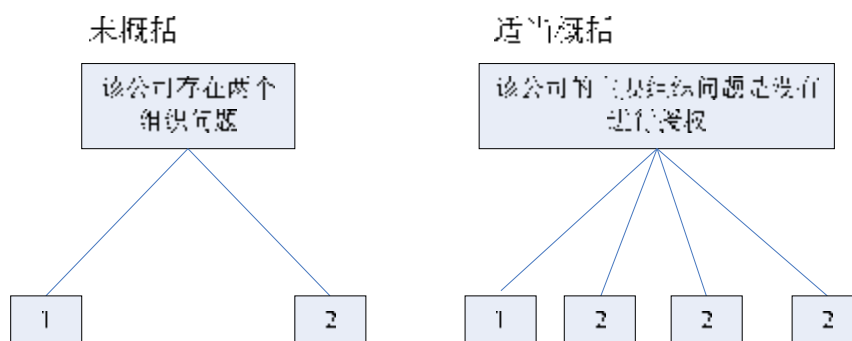 未概括
适当概括
该公司存在两个
组织问题
该公司的主要组织问题是没有
进行授权
1
2
1
2
2
2